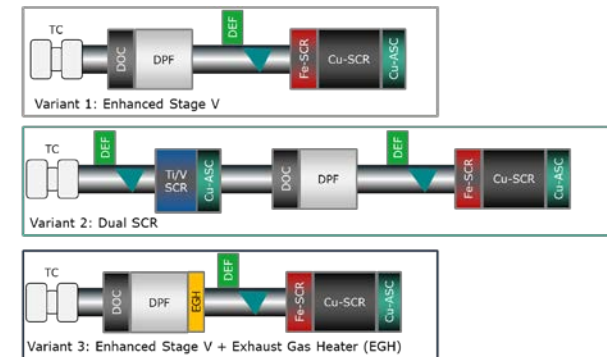 TC
DEF
DOC
DPF
Fe-SCR
Cu-SCR
Cu-ASC
Variant 1: Enhanced Stage V
TC
DEF
Ti/V
SCR
Cu-ASC
DOC
DPF
DEF
Fe-SCR
Cu-SCR
Cu-ASC
Variant 2: Dual SCR
TC
DOC
DPF
EGH
DEF
Fe-SCR
Cu-SCR
Cu-ASC
Variant 3: Enhanced Stage V + Exhaust Gas Heater (EGH)